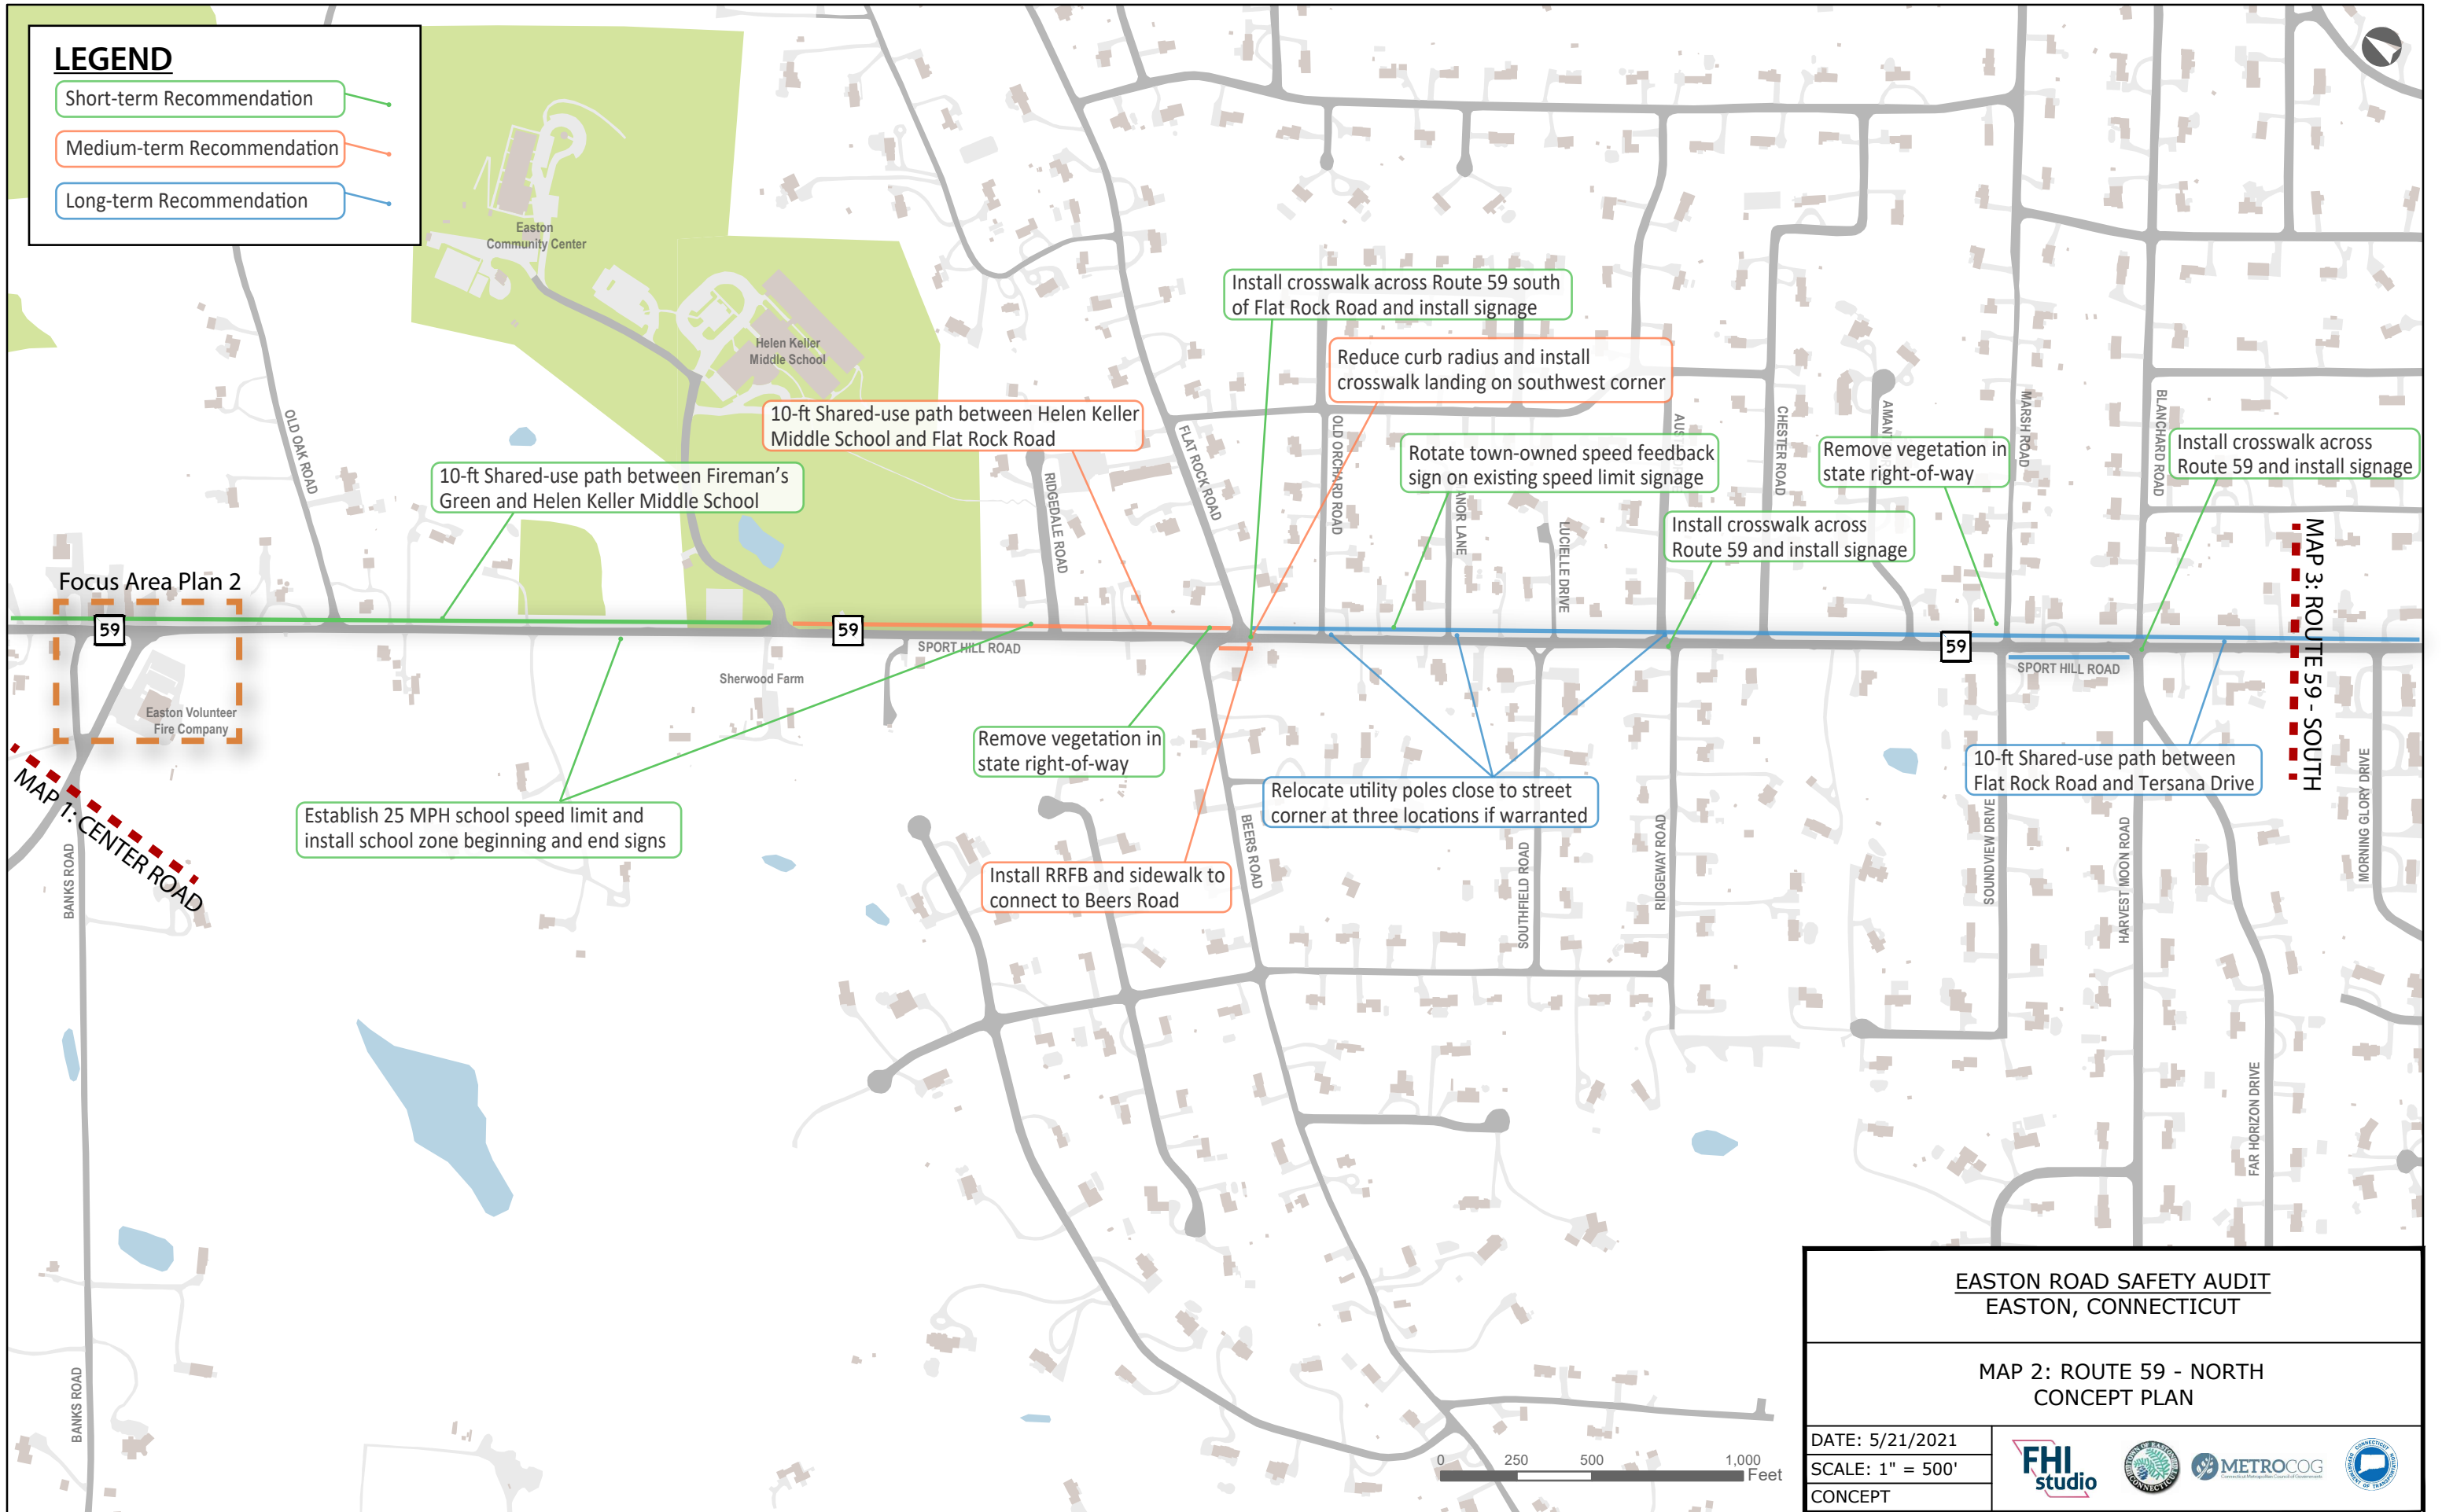 LEGEND
Short-term Recommendation
Medium-term Recommendation
Long-term Recommendation
Easton
Community Center
Helen Keller
Middle School
Install crosswalk across Route 59 south
of Flat Rock Road and install signage
Reduce curb radius and install
crosswalk landing on southwest corner
10-ft Shared-use path between Helen Keller
Middle School and Flat Rock Road
10-ft Shared-use path between Fireman's
Green and Helen Keller Middle School
Rotate town-owned speed feedback
sign on existing speed limit signage
Remove vegetation in
state right-of-way
Install crosswalk across
Route 59 and install signage
Install crosswalk across
Route 59 and install signage
OLD OAK ROAD
RIDGEDALE ROAD
FLAT ROCK ROAD
OLD ORCHARD ROAD
ANOR LANE
LUCIELLE DRIVE
AUS
CHESTER ROAD
AMAN
MARSH ROAD
BLANCHARD ROAD
Focus Area Plan 2
59
59
59
SPORT HILL ROAD
SPORT HILL ROAD
Sherwood Farm
Easton Volunteer
Fire Company
MAP 1: CENTER ROAD
MAP 3: ROUTE 59 - SOUTH
Establish 25 MPH school speed limit and
install school zone beginning and end signs
Remove vegetation in
state right-of-way
Relocate utility poles close to street
corner at three locations if warranted
10-ft Shared-use path between
Flat Rock Road and Tersana Drive
Install RRFB and sidewalk to
connect to Beers Road
BANKS ROAD
BEERS ROAD
SOUTHFIELD ROAD
RIDGEWAY ROAD
SOUNDVIEW DRIVE
HARVEST MOON ROAD
MORNING GLORY DRIVE
FAR HORIZON DRIVE
BANKS ROAD
0 250 500 1,000
Feet
EASTON ROAD SAFETY AUDIT
EASTON, CONNECTICUT
MAP 2: ROUTE 59 - NORTH
CONCEPT PLAN
DATE: 5/21/2021
SCALE: 1" = 500'
CONCEPT
FHI
studio
METROCOG